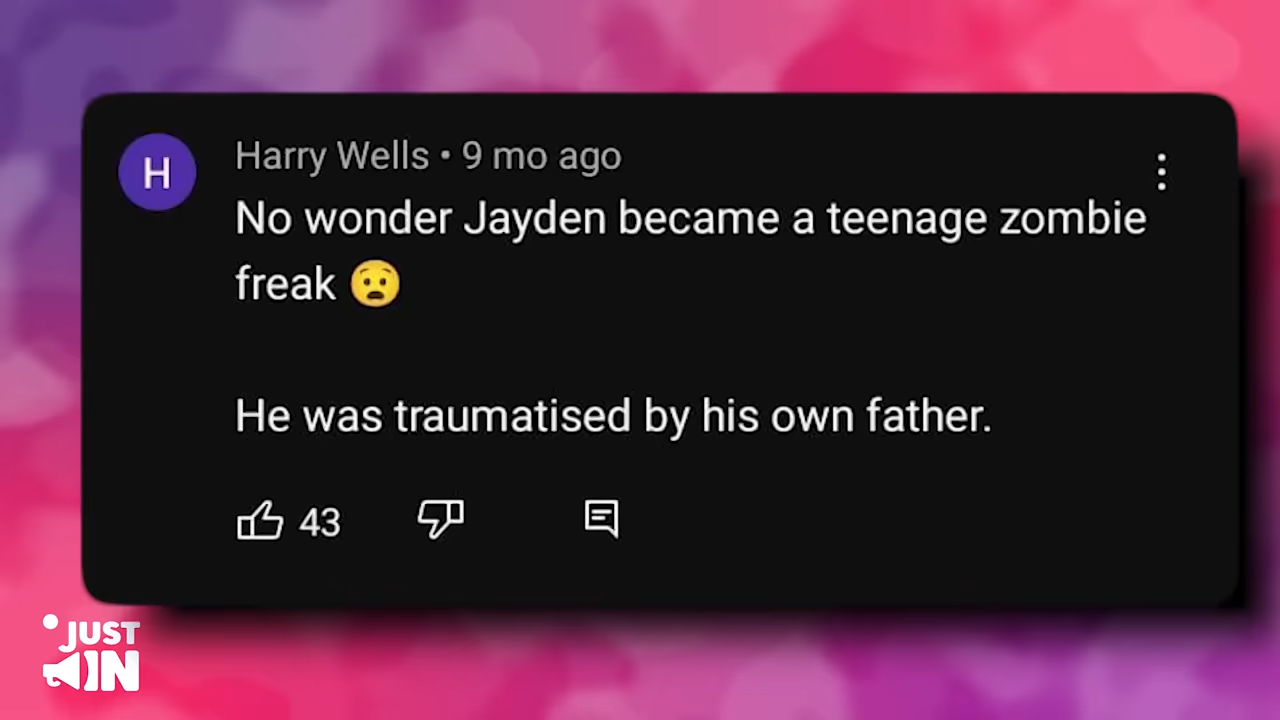 Harry Wells • 9 mo ago
No wonder Jayden became a teenage zombie
freak 😧
He was traumatised by his own father.
43
H
JUST
IN